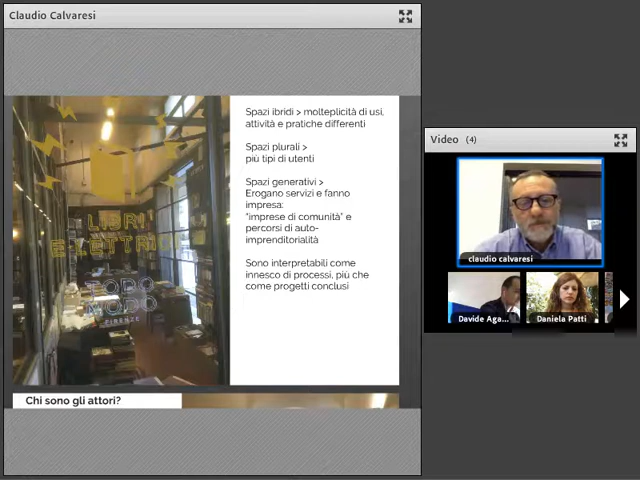 Claudio Calvaresi
LIBRI
E LETTRI
TODO
MODO
FIRENZE
Spazi ibridi > molteplicità di usi,
attività e pratiche differenti
Spazi plurali >
più tipi di utenti
Spazi generativi >
Erogano servizi e fanno
impresa:
"imprese di comunità" e
percorsi di auto-
imprenditorialità
Sono interpretabili come
innesco di processi, più che
come progetti conclusi
Chi sono gli attori?
Video (4)
claudio calvaresi
Davide Aga...
Daniela Patti